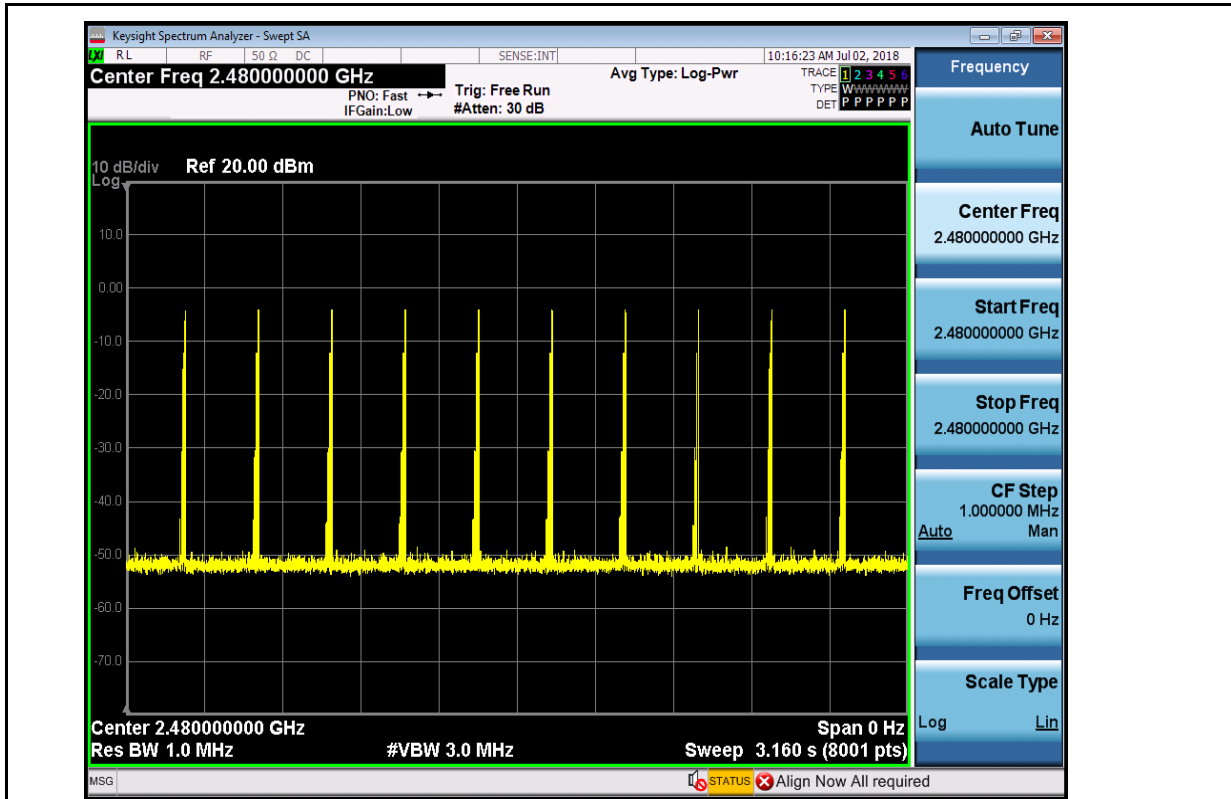 Keysight Spectrum Analyzer - Swept SA
LXI RL RF 50 Ω DC SENSE:INT 10:16:23 AM Jul 02, 2018
Center Freq 2.480000000 GHz
PNO: Fast
IFGain:Low
Trig: Free Run
#Atten: 30 dB
Avg Type: Log-Pwr
TRACE 1 2 3 4 5 6
TYPE WWWWWW
DET P P P P P P
10 dB/div Ref 20.00 dBm
Log
10.0
0.00
-10.0
-20.0
-30.0
-40.0
-50.0
-60.0
-70.0
Center 2.480000000 GHz Span 0 Hz
Res BW 1.0 MHz #VBW 3.0 MHz Sweep 3.160 s (8001 pts)
MSG STATUS Align Now All required
Frequency
Auto Tune
Center Freq
2.480000000 GHz
Start Freq
2.480000000 GHz
Stop Freq
2.480000000 GHz
CF Step
1.000000 MHz
Auto Man
Freq Offset
0 Hz
Scale Type
Log Lin